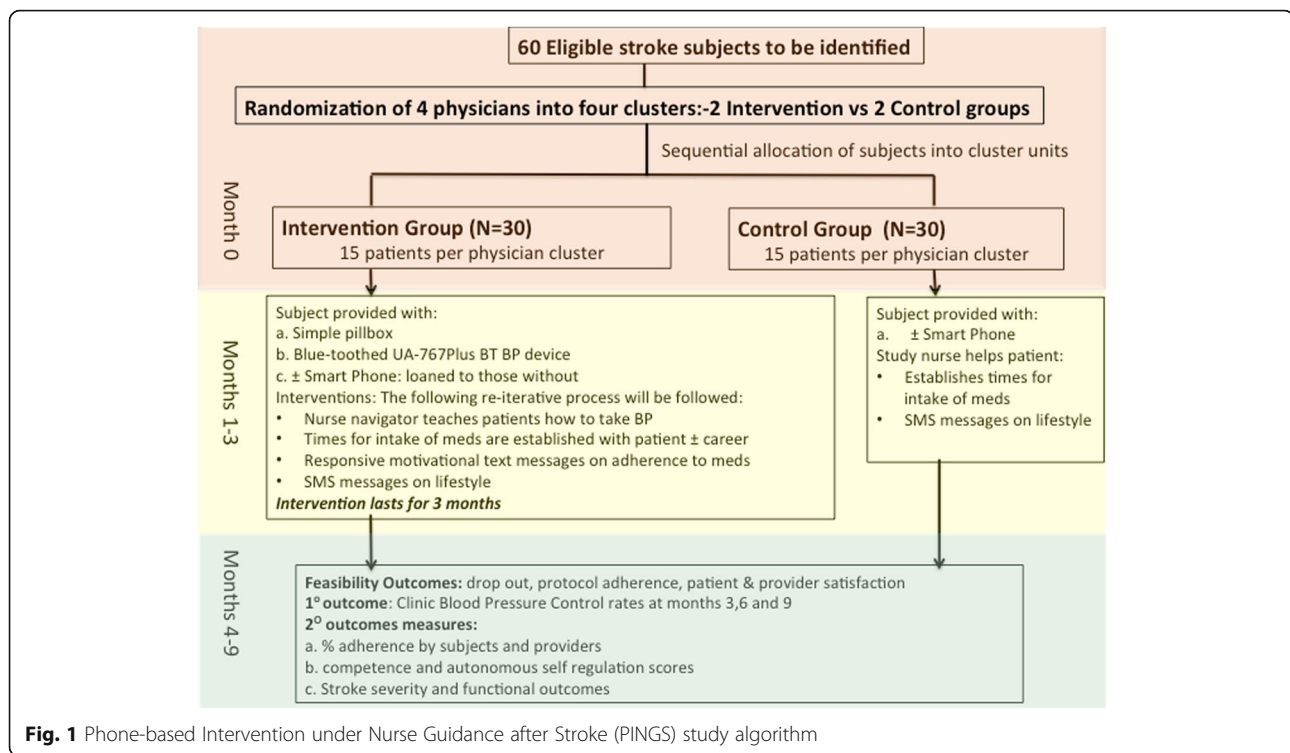 60 Eligible stroke subjects to be identified
Randomization of 4 physicians into four clusters:-2 Intervention vs 2 Control groups
Sequential allocation of subjects into cluster units
Month 0
Intervention Group (N=30)
15 patients per physician cluster
Control Group (N=30)
15 patients per physician cluster
Months 1-3
Subject provided with:
a. Simple pillbox
b. Blue-toothed UA-767Plus BT BP device
c. ± Smart Phone: loaned to those without
Interventions: The following re-iterative process will be followed:
• Nurse navigator teaches patients how to take BP
• Times for intake of meds are established with patient ± career
• Responsive motivational text messages on adherence to meds
• SMS messages on lifestyle
Intervention lasts for 3 months
Subject provided with:
a. ± Smart Phone
Study nurse helps patient:
• Establishes times for
intake of meds
• SMS messages on lifestyle
Months 4-9
Feasibility Outcomes: drop out, protocol adherence, patient & provider satisfaction
1° outcome: Clinic Blood Pressure Control rates at months 3,6 and 9
2° outcomes measures:
a. % adherence by subjects and providers
b. competence and autonomous self regulation scores
c. Stroke severity and functional outcomes
Fig. 1 Phone-based Intervention under Nurse Guidance after Stroke (PINGS) study algorithm